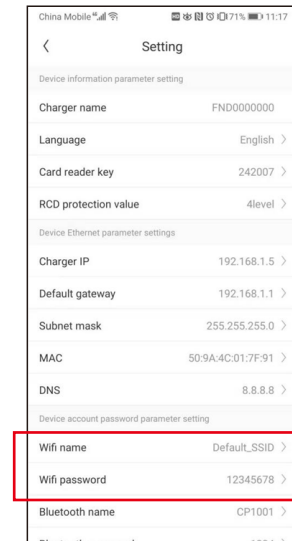 China Mobile 71% 11:17
Setting
Device information parameter setting
Charger name FND0000000
Language English
Card reader key 242007
RCD protection value 4level
Device Ethernet parameter settings
Charger IP 192.168.1.5
Default gateway 192.168.1.1
Subnet mask 255.255.255.0
MAC 50:9A:4C:01:7F:91
DNS 8.8.8.8
Device account password parameter setting
Wifi name Default_SSID
Wifi password 12345678
Bluetooth name CP1001